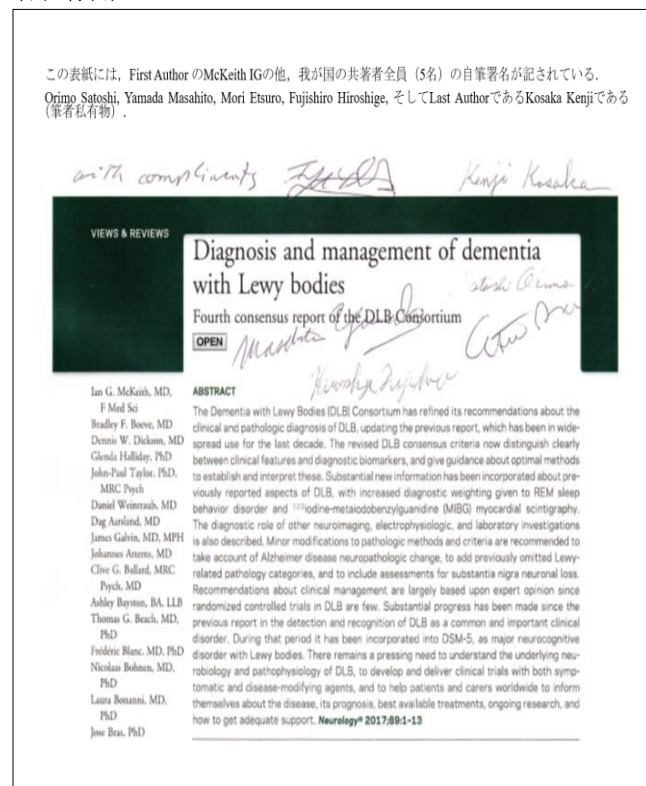 この表紙には，First Author のMcKeith IGの他，我が国の共著者全員（5名）の自筆署名が記されている．
Orimo Satoshi, Yamada Masahito, Mori Etsuro, Fujishiro Hiroshige, そしてLast AuthorであるKosaka Kenjiである
（筆者私有物）．
with compliments
Kenji Kosaka
VIEWS & REVIEWS
Diagnosis and management of dementia
with Lewy bodies
Satoshi Orimo
Fourth consensus report of the DLB Consortium
OPEN
Ian G. McKeith, MD,
F Med Sci
Bradley F. Boeve, MD
Dennis W. Dickson, MD
Glenda Halliday, PhD
John-Paul Taylor, PhD,
MRC Psych
Daniel Weintraub, MD
Dag Aarsland, MD
James Galvin, MD, MPH
Johannes Attems, MD
Clive G. Ballard, MRC
Psych, MD
Ashley Bayston, BA, LLB
Thomas G. Beach, MD,
PhD
Frédéric Blanc, MD, PhD
Nicolaas Bohnen, MD,
PhD
Laura Bonanni, MD,
PhD
Jose Bras, PhD
ABSTRACT
The Dementia with Lewy Bodies (DLB) Consortium has refined its recommendations about the
clinical and pathologic diagnosis of DLB, updating the previous report, which has been in wide-
spread use for the last decade. The revised DLB consensus criteria now distinguish clearly
between clinical features and diagnostic biomarkers, and give guidance about optimal methods
to establish and interpret these. Substantial new information has been incorporated about pre-
viously reported aspects of DLB, with increased diagnostic weighting given to REM sleep
behavior disorder and ¹²³iodine-metaiodobenzylguanidine (MIBG) myocardial scintigraphy.
The diagnostic role of other neuroimaging, electrophysiologic, and laboratory investigations
is also described. Minor modifications to pathologic methods and criteria are recommended to
take account of Alzheimer disease neuropathologic change, to add previously omitted Lewy-
related pathology categories, and to include assessments for substantia nigra neuronal loss.
Recommendations about clinical management are largely based upon expert opinion since
randomized controlled trials in DLB are few. Substantial progress has been made since the
previous report in the detection and recognition of DLB as a common and important clinical
disorder. During that period it has been incorporated into DSM-5, as major neurocognitive
disorder with Lewy bodies. There remains a pressing need to understand the underlying neu-
robiology and pathophysiology of DLB, to develop and deliver clinical trials with both symp-
tomatic and disease-modifying agents, and to help patients and carers worldwide to inform
themselves about the disease, its prognosis, best available treatments, ongoing research, and
how to get adequate support. Neurology® 2017;89:1-13